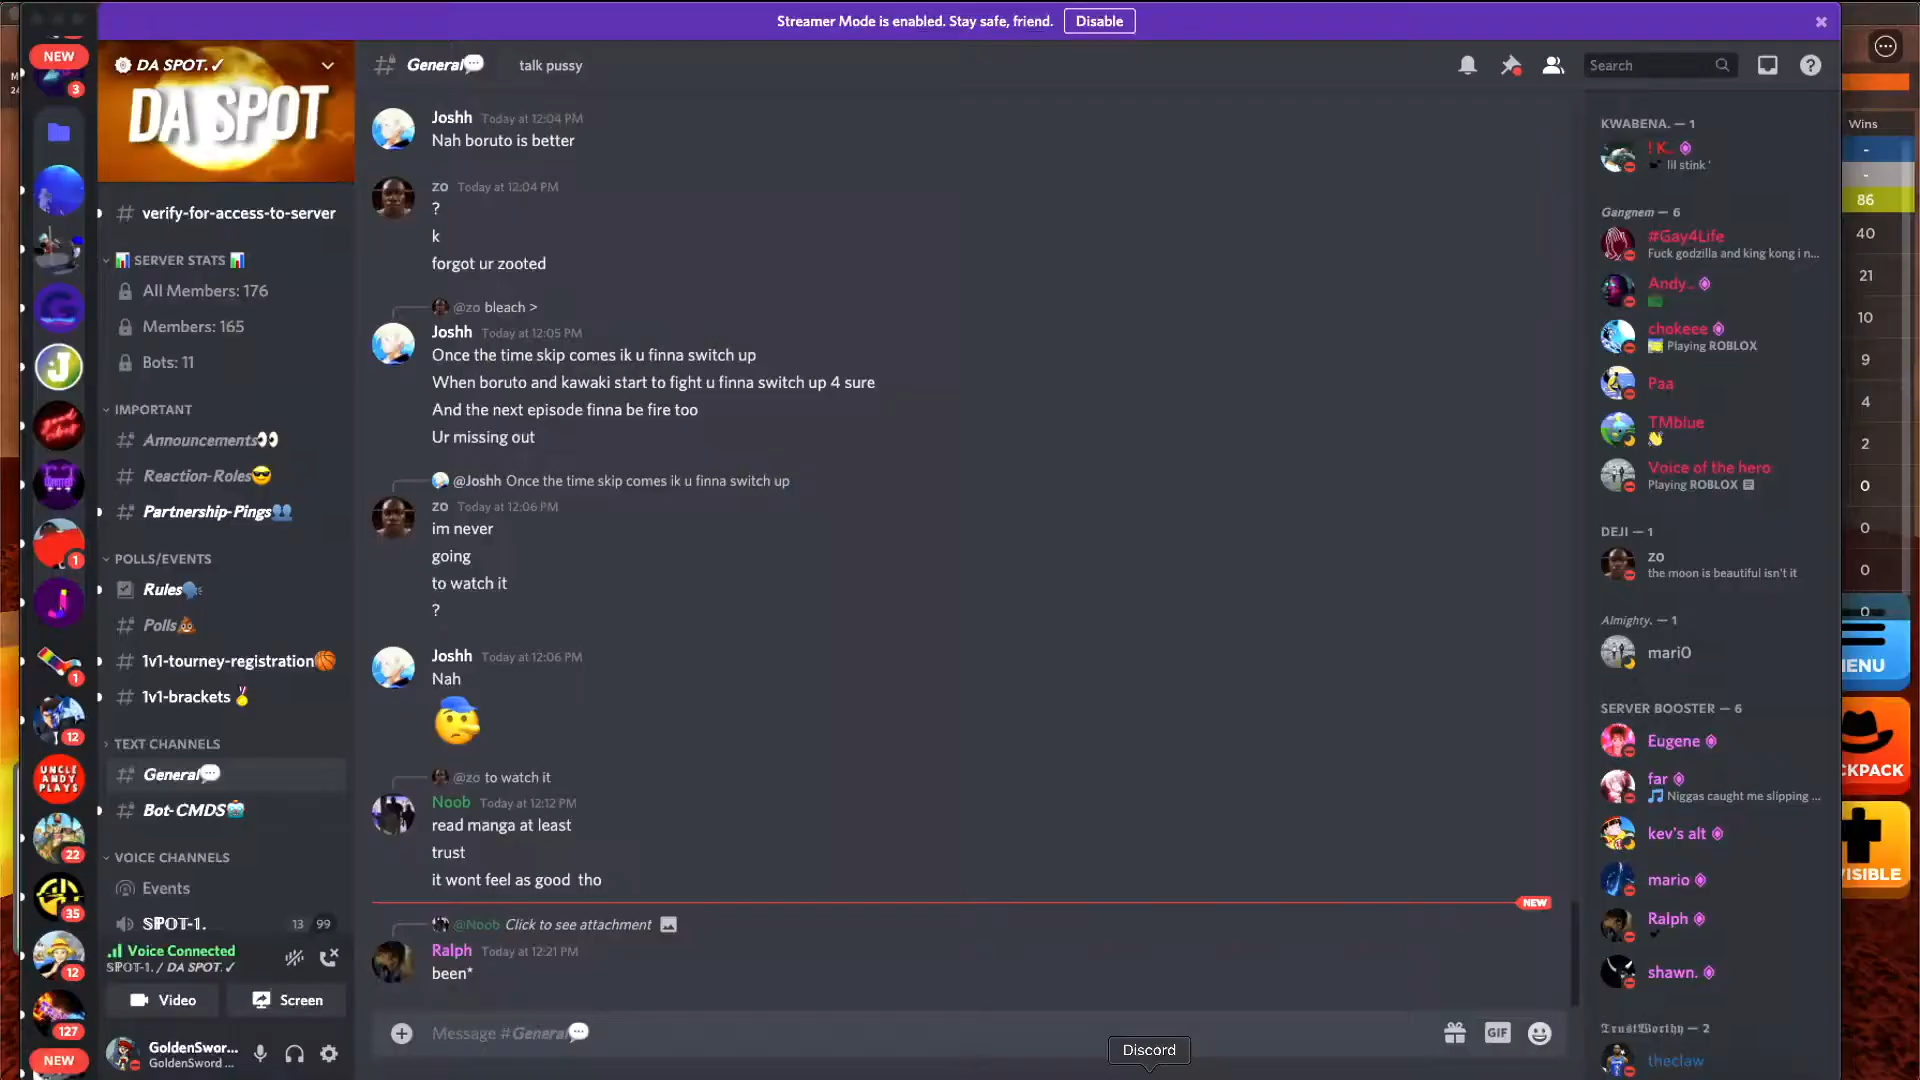 Streamer Mode is enabled. Stay safe, friend.
Disable
NEW
3
DA SPOT.✓
DA SPOT
verify-for-access-to-server
📊 SERVER STATS 📊
All Members: 176
Members: 165
Bots: 11
IMPORTANT
Announcements👀
Reaction-Roles😎
Partnership-Pings👥
POLLS/EVENTS
Rules🗣
Polls💩
1v1-tourney-registration🏀
1v1-brackets🏅
TEXT CHANNELS
General💬
Bot-CMDS🤖
VOICE CHANNELS
Events
SPOT-1.
13 99
Voice Connected
SPOT-1. / DA SPOT.✓
Video
Screen
GoldenSwor...
GoldenSword ...
J
1
1
12
UNCLE ANDY PLAYS
22
35
12
127
NEW
General💬
talk pussy
Search
Joshh Today at 12:04 PM
Nah boruto is better
zo Today at 12:04 PM
?
k
forgot ur zooted
@zo bleach >
Joshh Today at 12:05 PM
Once the time skip comes ik u finna switch up
When boruto and kawaki start to fight u finna switch up 4 sure
And the next episode finna be fire too
Ur missing out
@Joshh Once the time skip comes ik u finna switch up
zo Today at 12:06 PM
im never
going
to watch it
?
Joshh Today at 12:06 PM
Nah
@zo to watch it
Noob Today at 12:12 PM
read manga at least
trust
it wont feel as good tho
NEW
@Noob Click to see attachment
Ralph Today at 12:21 PM
been*
Message #General💬
GIF
Discord
KWABENA. — 1
! K..
lil stink '
Gangnem — 6
#Gay4Life
Fuck godzilla and king kong i n...
Andy..
chokeee
Playing ROBLOX
Paa
TMblue
👋
Voice of the hero
Playing ROBLOX
DEJI — 1
zo
the moon is beautiful isn't it
Almighty. — 1
mari0
SERVER BOOSTER — 6
Eugene
far
🎵 Niggas caught me slipping ...
kev's alt
mario
Ralph
shawn.
𝕿𝖗𝖚𝖘𝖙𝖂𝖔𝖗𝖙𝖍𝖞 — 2
theclaw
Wins
-
-
86
40
21
10
9
4
2
0
0
0
0
ENU
CKPACK
ISIBLE